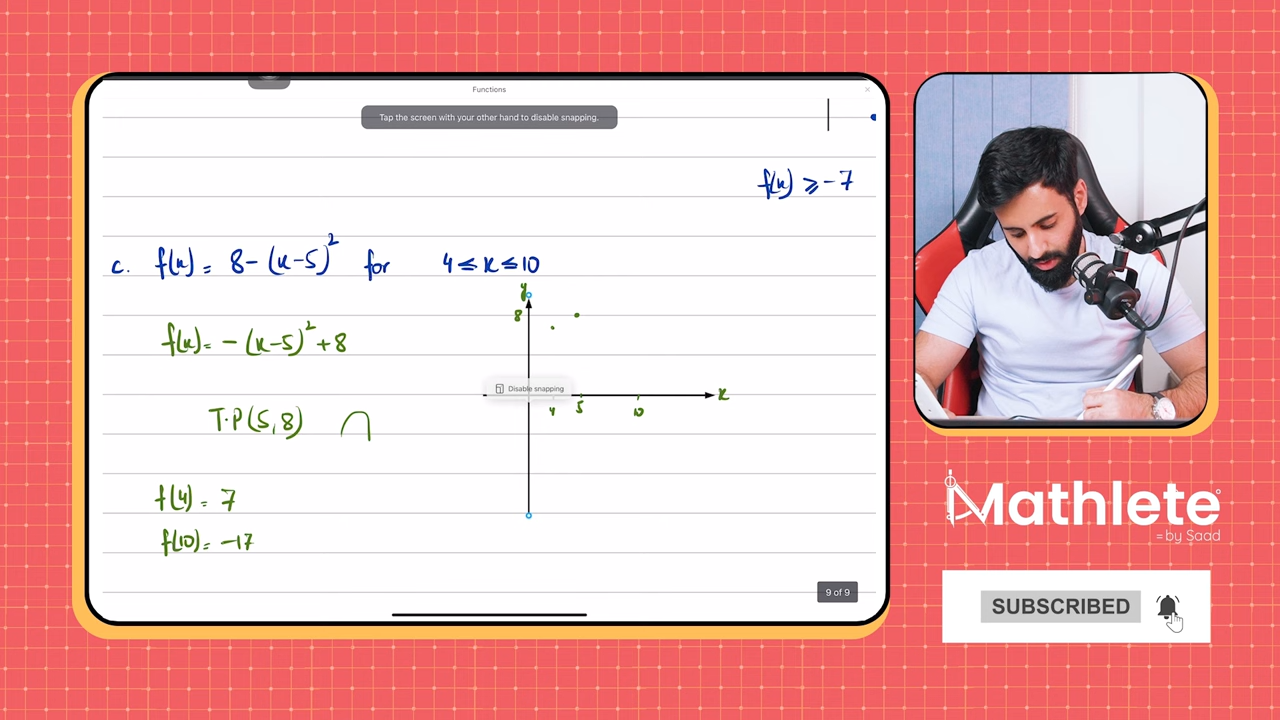 Functions
Tap the screen with your other hand to disable snapping.
f(x) ≥ -7
c. f(x) = 8-(x-5)² for 4 ≤ x ≤ 10
y
8
f(x) = -(x-5)² + 8
Disable snapping
x
4 5 10
T.P(5,8)
f(4) = 7
f(10) = -17
9 of 9
Mathlete
=by Saad
SUBSCRIBED